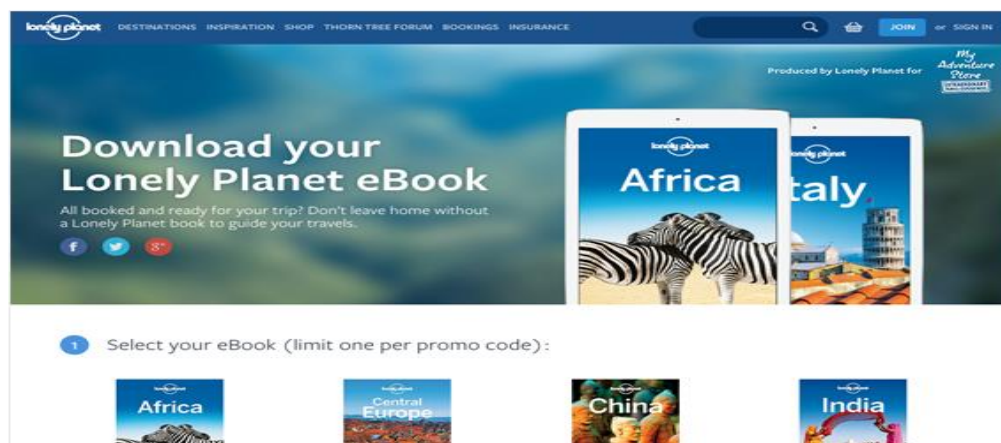 lonely planet DESTINATIONS INSPIRATION SHOP THORN TREE FORUM BOOKINGS INSURANCE JOIN or SIGN IN
Produced by Lonely Planet for
My
Adventure
Store
Download your
Lonely Planet eBook
All booked and ready for your trip? Don't leave home without
a Lonely Planet book to guide your travels.
f g+
lonely planet
Africa
lonely planet
taly
1 Select your eBook (limit one per promo code):
Africa
Central
Europe
China
India